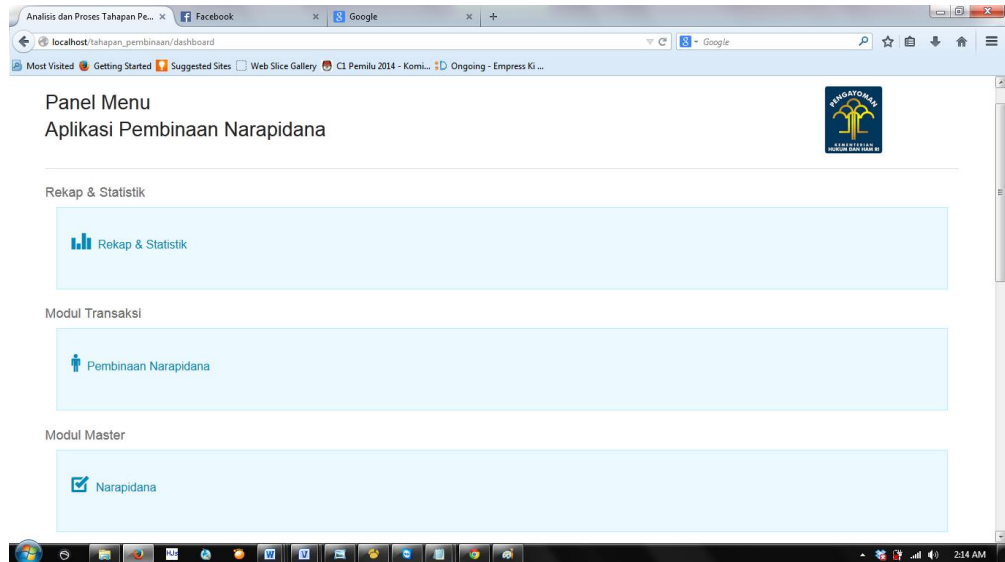 Analisis dan Proses Tahapan Pe...
Facebook
Google
localhost/tahapan_pembinaan/dashboard
Google
Most Visited
Getting Started
Suggested Sites
Web Slice Gallery
C1 Pemilu 2014 - Komi...
Ongoing - Empress Ki ...
Panel Menu
Aplikasi Pembinaan Narapidana
PENGAYOMAN
KEMENTERIAN
HUKUM DAN HAM RI
Rekap & Statistik
Rekap & Statistik
Modul Transaksi
Pembinaan Narapidana
Modul Master
Narapidana
2:14 AM